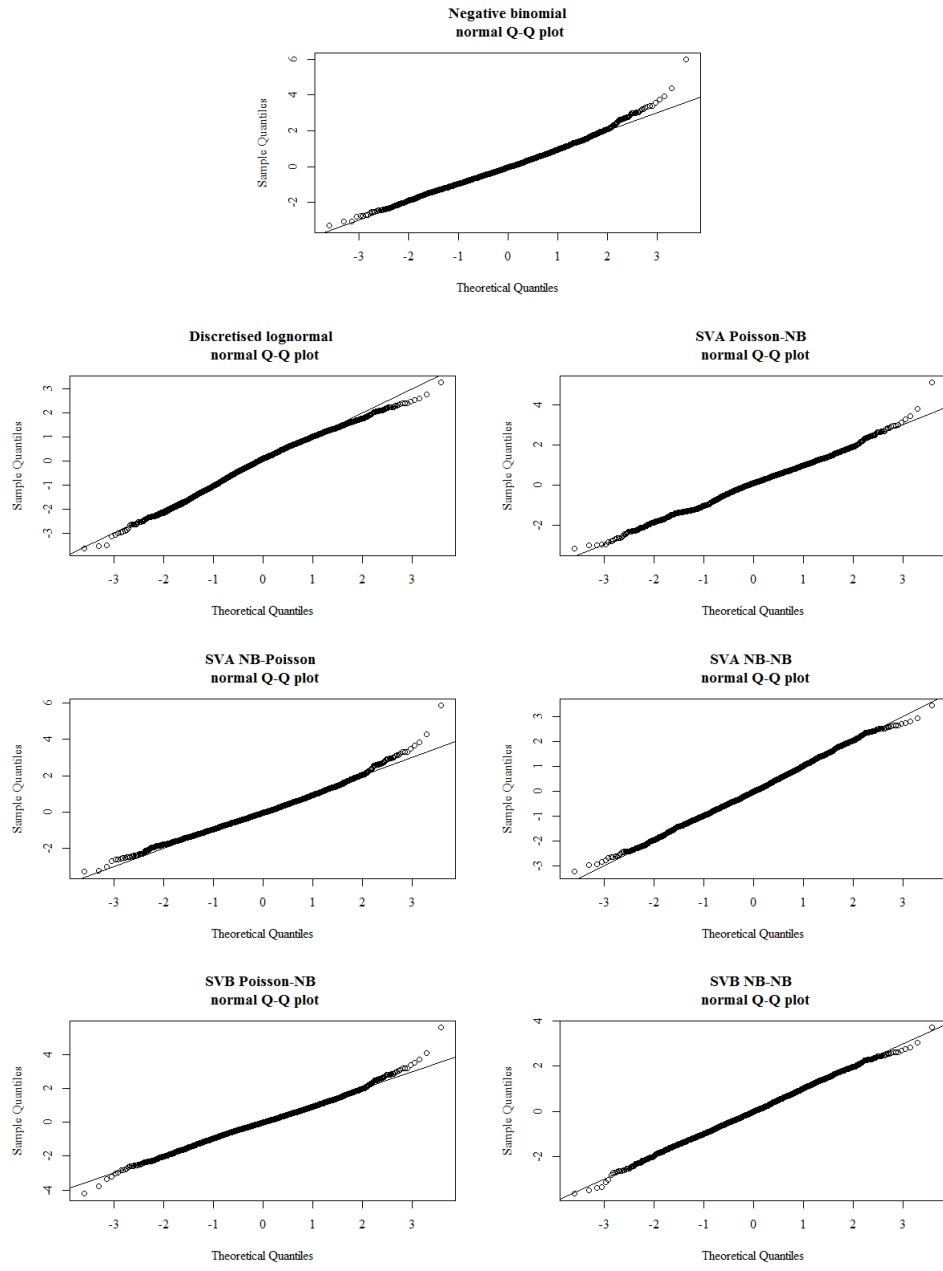 Negative binomial
normal Q-Q plot
6
4
2
0
-2
Sample Quantiles
-3 -2 -1 0 1 2 3
Theoretical Quantiles
Discretised lognormal
normal Q-Q plot
3
2
1
0
-1
-2
-3
Sample Quantiles
-3 -2 -1 0 1 2 3
Theoretical Quantiles
SVA Poisson-NB
normal Q-Q plot
4
2
0
-2
Sample Quantiles
-3 -2 -1 0 1 2 3
Theoretical Quantiles
SVA NB-Poisson
normal Q-Q plot
6
4
2
0
-2
Sample Quantiles
-3 -2 -1 0 1 2 3
Theoretical Quantiles
SVA NB-NB
normal Q-Q plot
3
2
1
0
-1
-2
-3
Sample Quantiles
-3 -2 -1 0 1 2 3
Theoretical Quantiles
SVB Poisson-NB
normal Q-Q plot
4
2
0
-2
-4
Sample Quantiles
-3 -2 -1 0 1 2 3
Theoretical Quantiles
SVB NB-NB
normal Q-Q plot
4
2
0
-2
Sample Quantiles
-3 -2 -1 0 1 2 3
Theoretical Quantiles